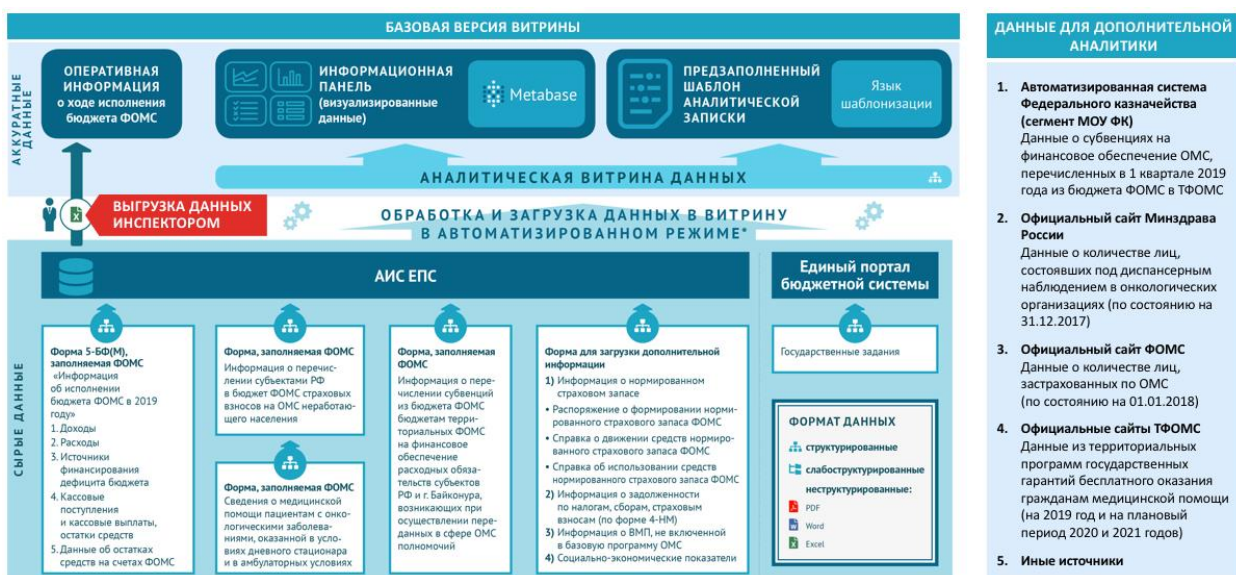 БАЗОВАЯ ВЕРСИЯ ВИТРИНЫ
АККУРАТНЫЕ
ДАННЫЕ
ОПЕРАТИВНАЯ
ИНФОРМАЦИЯ
о ходе исполнения
бюджета ФОМС
ИНФОРМАЦИОННАЯ
ПАНЕЛЬ
(визуализированные
данные)
Metabase
ПРЕДЗАПОЛНЕННЫЙ
ШАБЛОН
АНАЛИТИЧЕСКОЙ
ЗАПИСКИ
Язык
шаблонизации
АНАЛИТИЧЕСКАЯ ВИТРИНА ДАННЫХ
ВЫГРУЗКА ДАННЫХ
ИНСПЕКТОРОМ
ОБРАБОТКА И ЗАГРУЗКА ДАННЫХ В ВИТРИНУ
В АВТОМАТИЗИРОВАННОМ РЕЖИМЕ*
СЫРЫЕ ДАННЫЕ
АИС ЕПС
Единый портал
бюджетной системы
Форма 5-БФ(М),
заполняемая ФОМС
«Информация
об исполнении
бюджета ФОМС в 2019
году»
1. Доходы
2. Расходы
3. Источники
финансирования
дефицита бюджета
4. Кассовые
поступления
и кассовые выплаты,
остатки средств
5. Данные об остатках
средств на счетах ФОМС
Форма, заполняемая ФОМС
Информация о перечис-
лении субъектами РФ
в бюджет ФОМС страховых
взносов на ОМС неработаю-
щего населения
Форма, заполняемая ФОМС
Сведения о медицинской
помощи пациентам с онко-
логическими заболева-
ниями, оказанной в усло-
виях дневного стационара
и в амбулаторных условиях
Форма, заполняемая
ФОМС
Информация о пере-
числении субвенций
из бюджета ФОМС
бюджетам терри-
ториальных ФОМС
на финансовое
обеспечение
расходных обяза-
тельств субъектов
РФ и г. Байконура,
возникающих при
осуществлении пере-
данных в сфере ОМС
полномочий
Форма для загрузки дополнительной
информации
1) Информация о нормированном
страховом запасе
• Распоряжение о формировании норми-
рованного страхового запаса ФОМС
• Справка о движении средств нормиро-
ванного страхового запаса ФОМС
• Справка об использовании средств
нормированного страхового запаса ФОМС
2) Информация о задолженности
по налогам, сборам, страховым
взносам (по форме 4-НМ)
3) Информация о ВМП, не включенной
в базовую программу ОМС
4) Социально-экономические показатели
Государственные задания
ФОРМАТ ДАННЫХ
структурированные
слабоструктурированные
неструктурированные:
PDF
Word
Excel
ДАННЫЕ ДЛЯ ДОПОЛНИТЕЛЬНОЙ
АНАЛИТИКИ
1. Автоматизированная система
Федерального казначейства
(сегмент МОУ ФК)
Данные о субвенциях на
финансовое обеспечение ОМС,
перечисленных в 1 квартале 2019
года из бюджета ФОМС в ТФОМС
2. Официальный сайт Минздрава
России
Данные о количестве лиц,
состоявших под диспансерным
наблюдением в онкологических
организациях (по состоянию на
31.12.2017)
3. Официальный сайт ФОМС
Данные о количестве лиц,
застрахованных по ОМС
(по состоянию на 01.01.2018)
4. Официальные сайты ТФОМС
Данные из территориальных
программ государственных
гарантий бесплатного оказания
гражданам медицинской помощи
(на 2019 год и на плановый
период 2020 и 2021 годов)
5. Иные источники